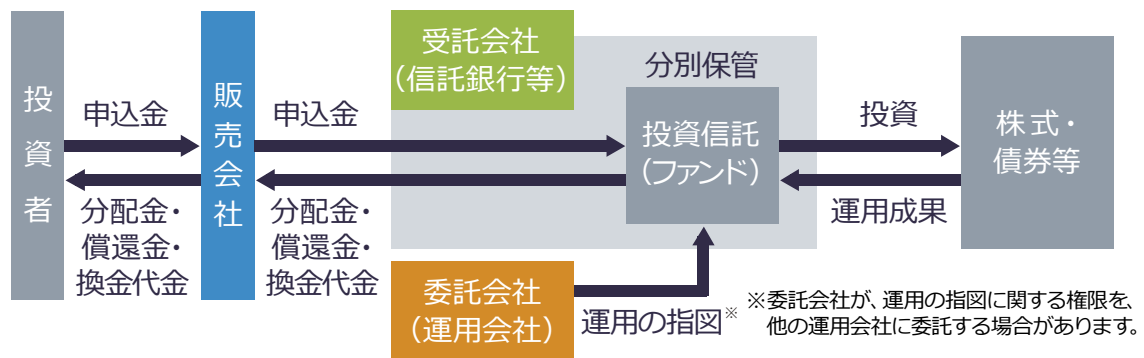 投資者
申込金
分配金・
償還金・
換金代金
販売会社
申込金
分配金・
償還金・
換金代金
受託会社
（信託銀行等）
分別保管
投資信託
（ファンド）
委託会社
（運用会社）
運用の指図※
投資
運用成果
株式・
債券等
※委託会社が、運用の指図に関する権限を、
他の運用会社に委託する場合があります。